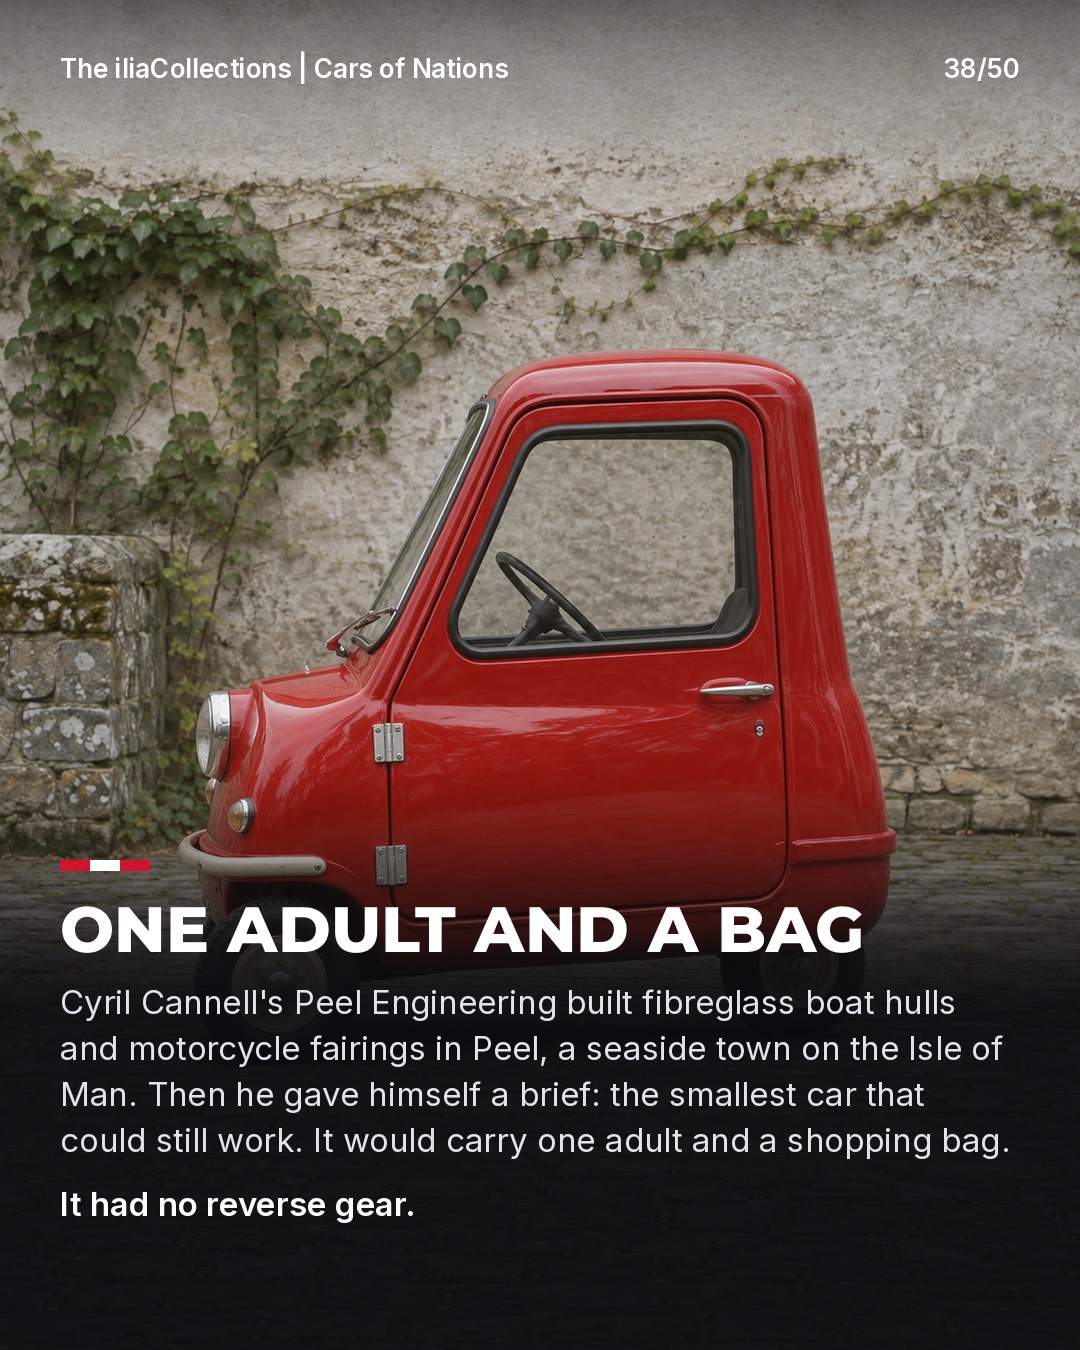 The iliaCollections | Cars of Nations
38/50
ONE ADULT AND A BAG
Cyril Cannell's Peel Engineering built fibreglass boat hulls
and motorcycle fairings in Peel, a seaside town on the Isle of
Man. Then he gave himself a brief: the smallest car that
could still work. It would carry one adult and a shopping bag.
It had no reverse gear.